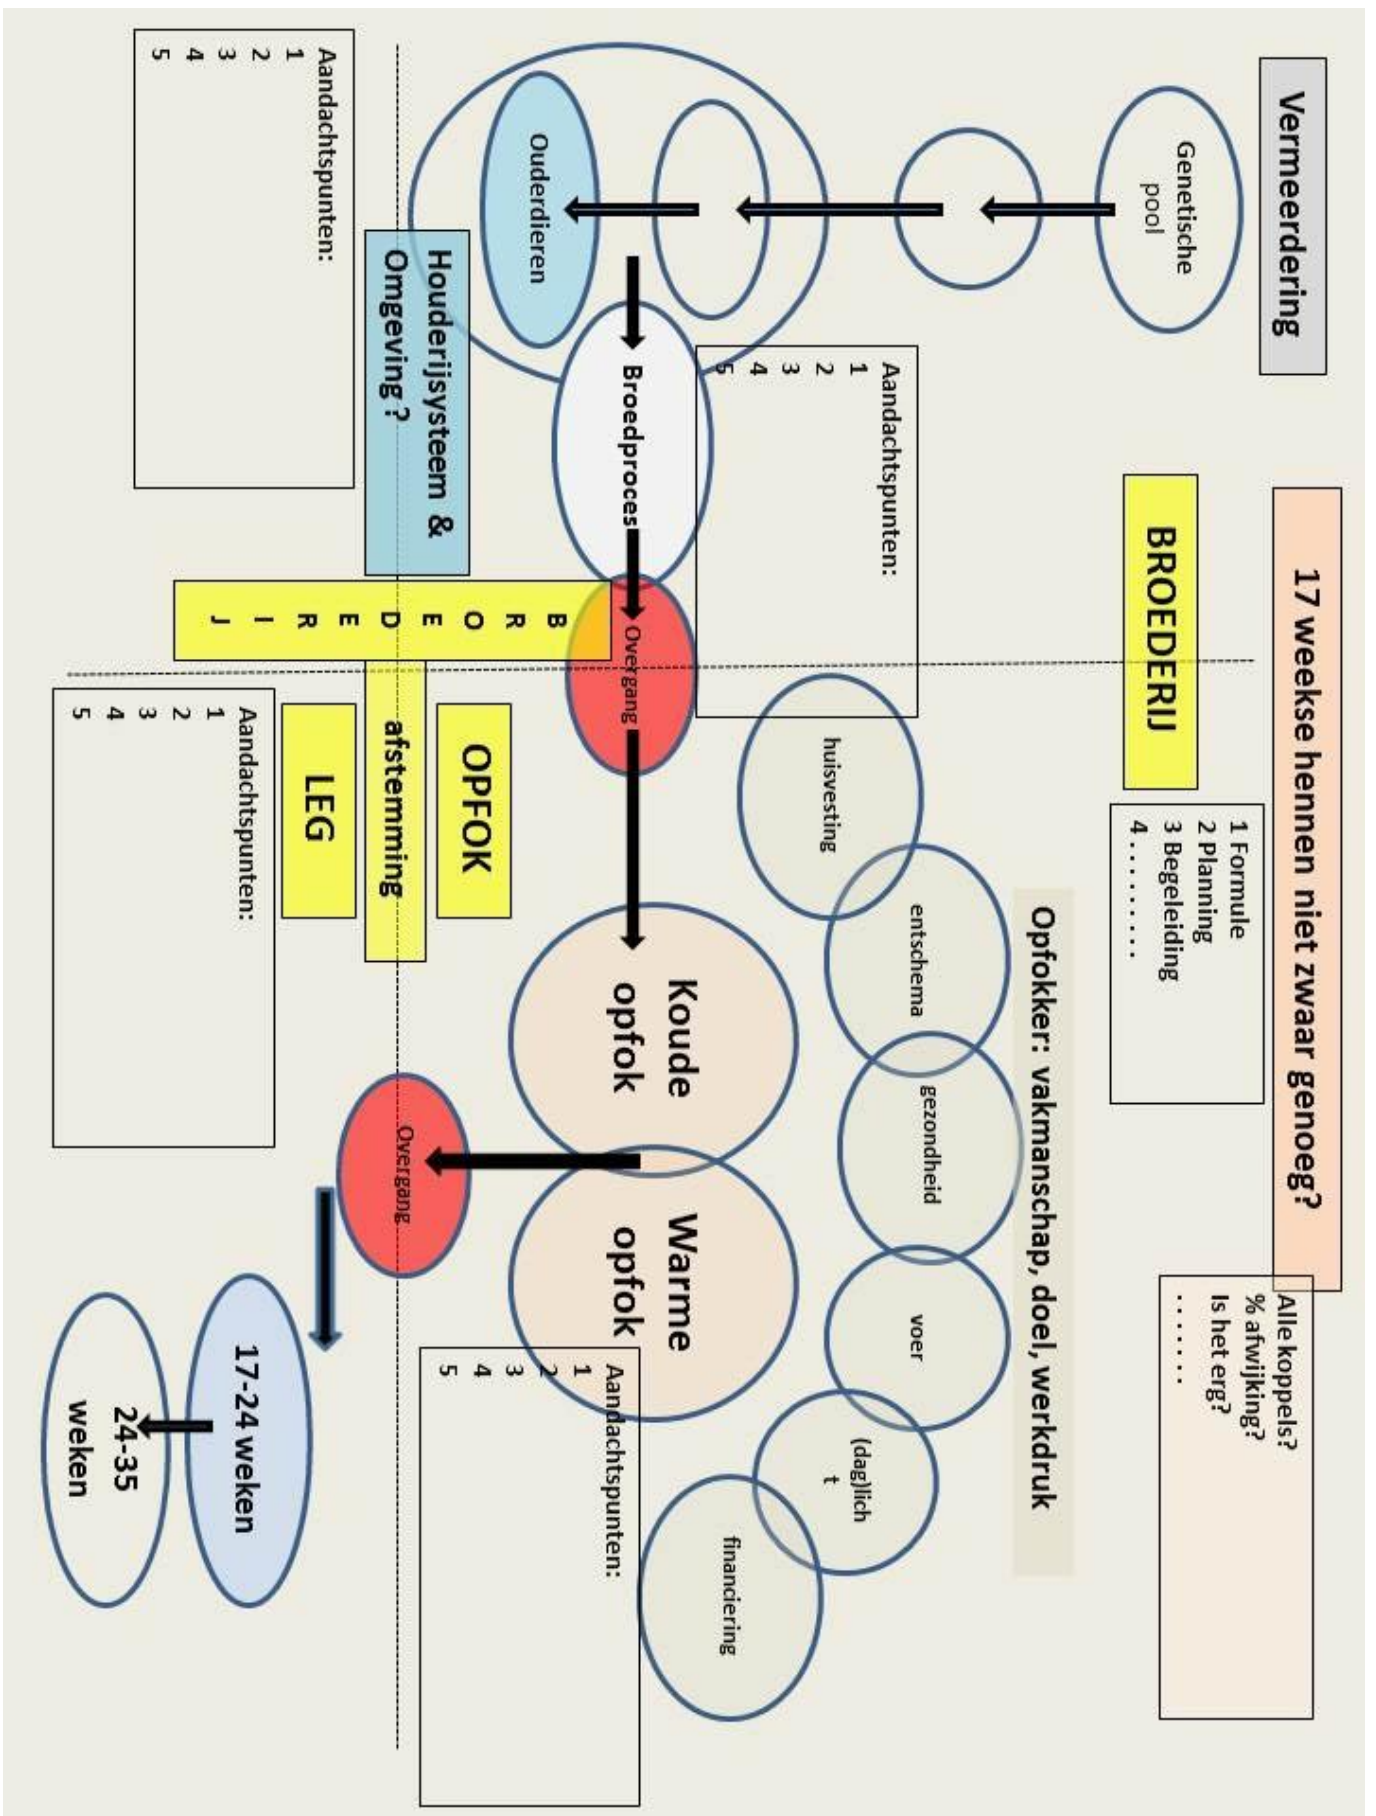 Vermeerdering
17 weekse hennen niet zwaar genoeg?
Alle koppels?
% afwijking?
Is het erg?
.......
BROEDERIJ
1 Formule
2 Planning
3 Begeleiding
4 ........
Genetische
pool
Opfokker: vakmanschap, doel, werkdruk
huisvesting
entschema
gezondheid
voer
(dag)lich
t
financiering
Aandachtspunten:
1
2
3
4
5
Ouderdieren
Broedproces
Overgang
Koude
opfok
Warme
opfok
Aandachtspunten:
1
2
3
4
5
Houderijsysteem &
Omgeving ?
B
R
O
E
D
E
R
I
J
OPFOK
afstemming
LEG
Overgang
Aandachtspunten:
1
2
3
4
5
Aandachtspunten:
1
2
3
4
5
17-24 weken
24-35
weken